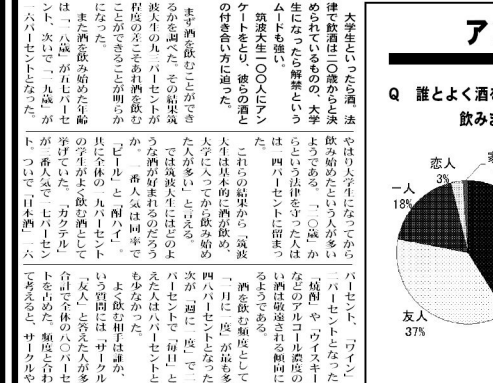 ア
Q 誰とよく酒を
飲みま
恋人
3%
一人
18%
友人
37%
大学生といったら酒。法
律で飲酒は二〇歳からと決
められているものの、大学
生になったら解禁という
ムードも強い。
筑波大生一〇〇人にアン
ケートをとり、彼らの酒と
の付き合い方に迫った。
まず酒を飲むことができ
るかを調べた。その結果筑
波大生の九三パーセントが
程度の差こそあれ酒を飲む
ことができることが明らか
になった。
また酒を飲み始めた年齢
は「一八歳」が五七パーセ
ント、次いで「一九歳」が
一六パーセントとなった。
やはり大学生になってから
飲み始めたという人が多い
ようである。「二〇歳」か
らという法律を守った人は
一四パーセントに留まっ
た。
これらの結果から「筑波
大生は基本的に酒が飲め、
大学に入ってから飲み始め
た人が多い」と言える。
では筑波大生にはどのよ
うな酒が好まれるのだろう
か。一番人気は同率で
「ビール」と「酎ハイ」。
共に全体の一九パーセント
の学生がよく飲む酒として
挙げていた。「カクテル」
が三番人気で一七パーセン
ト、ついで「日本酒」一六
パーセント、「ワイン」一
一パーセントとなった。
「焼酎」や「ウイスキー」
などのアルコール濃度の高
い酒は敬遠される傾向にあ
るようである。
酒を飲む頻度としては
「一月に一度」が最も多く
四八パーセントとなった。
次が「週に一度」で二
パーセントで「毎日」と答
えた人は八パーセントと最
も少なかった。
よく飲む相手は誰か、と
いう質問には「サークル」
「友人」と答えた人が多く
合計で全体の八〇パーセン
トを占めた。頻度と合わせ
て考えると、サークルや友